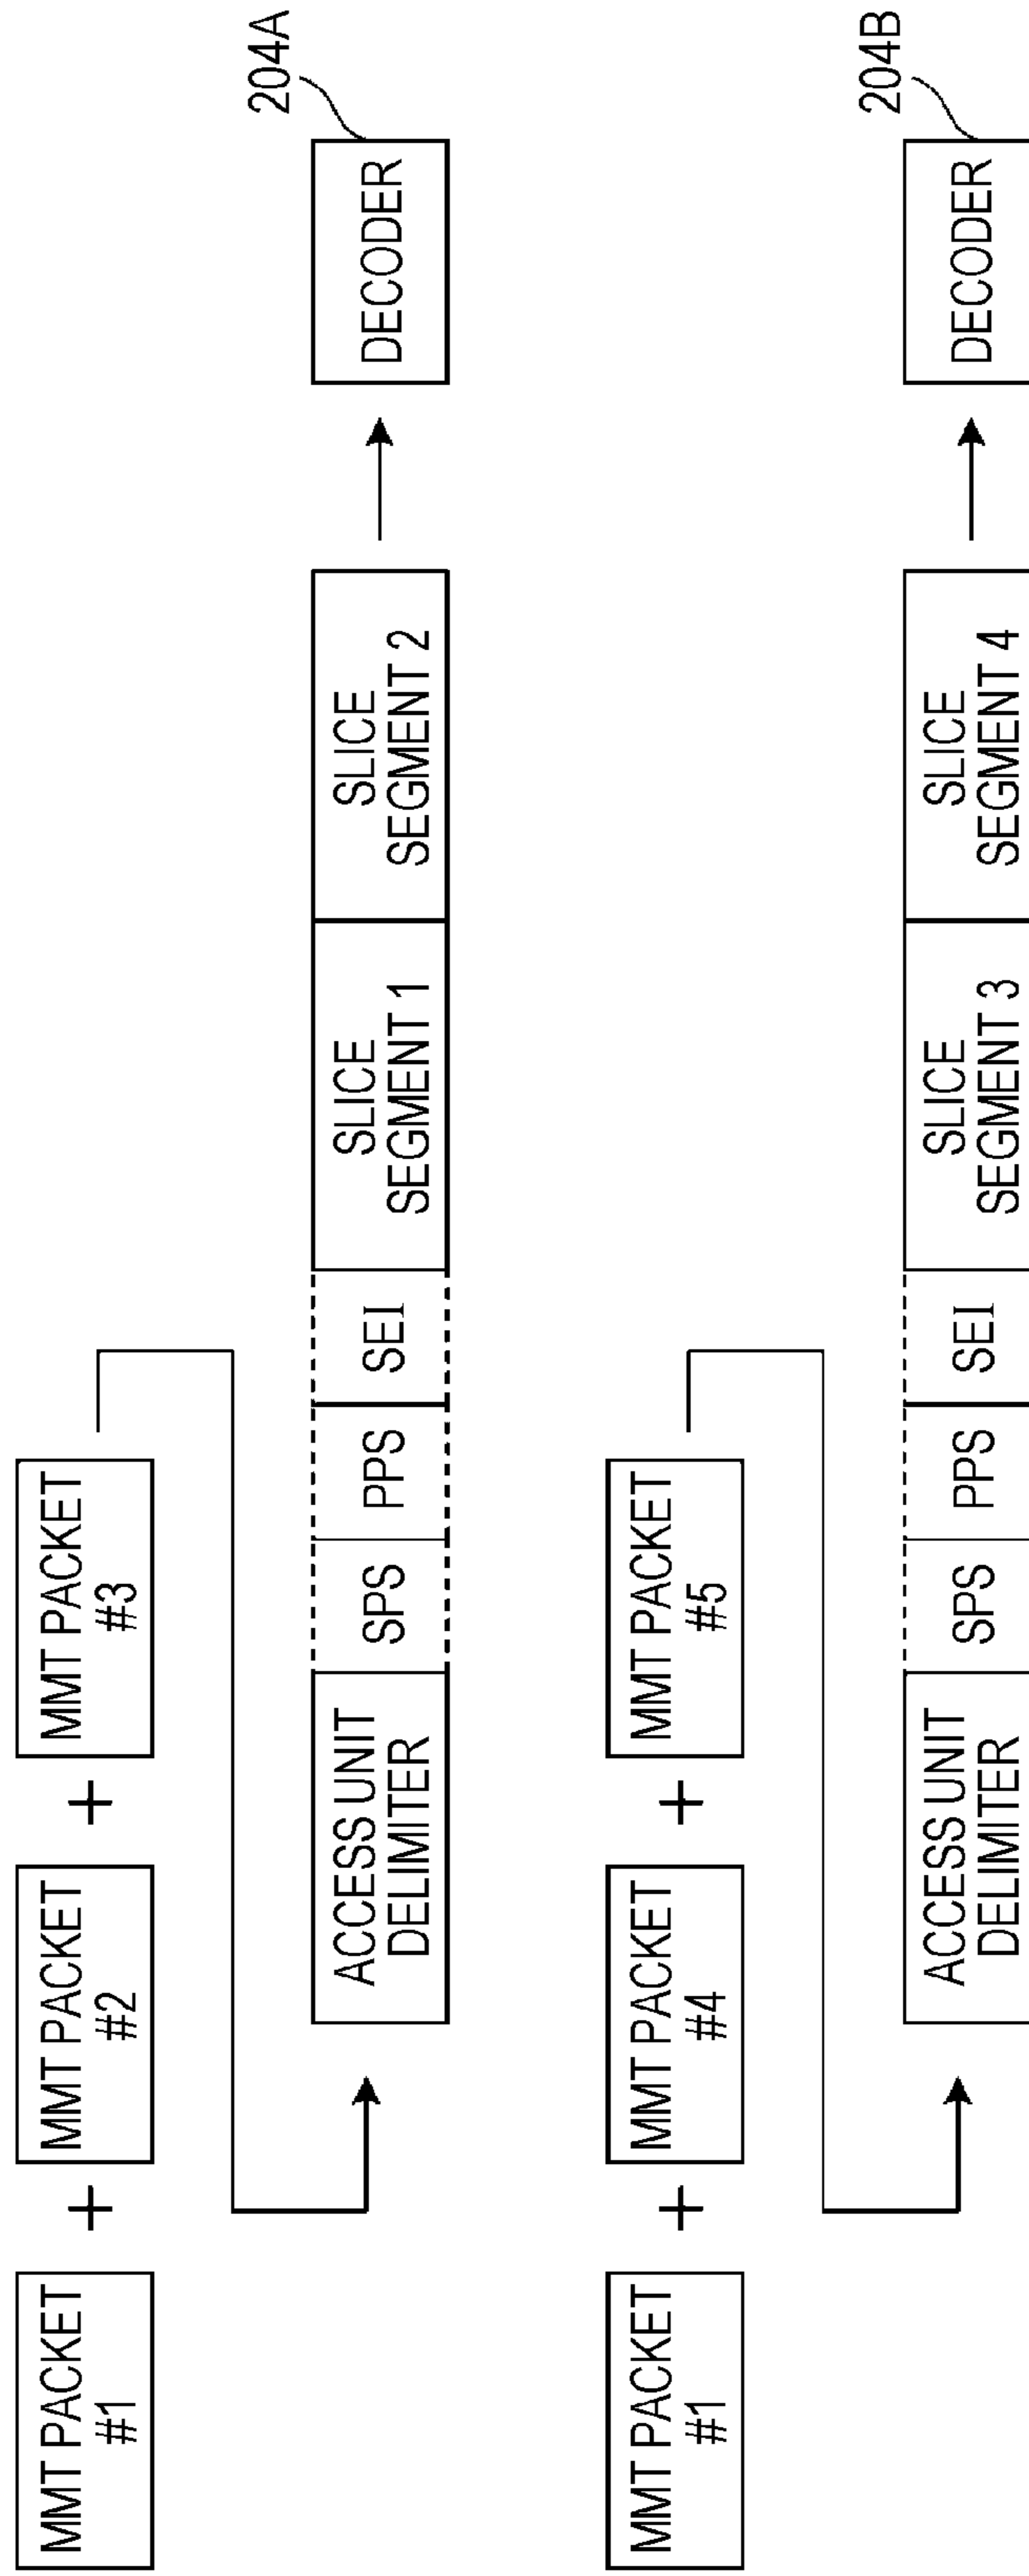 MMT PACKET
#1
+
MMT PACKET
#2
+
MMT PACKET
#3
ACCESS UNIT
DELIMITER
SPS
PPS
SEI
SLICE
SEGMENT 1
SLICE
SEGMENT 2
DECODER
204A
MMT PACKET
#1
+
MMT PACKET
#4
+
MMT PACKET
#5
ACCESS UNIT
DELIMITER
SPS
PPS
SEI
SLICE
SEGMENT 3
SLICE
SEGMENT 4
DECODER
204B